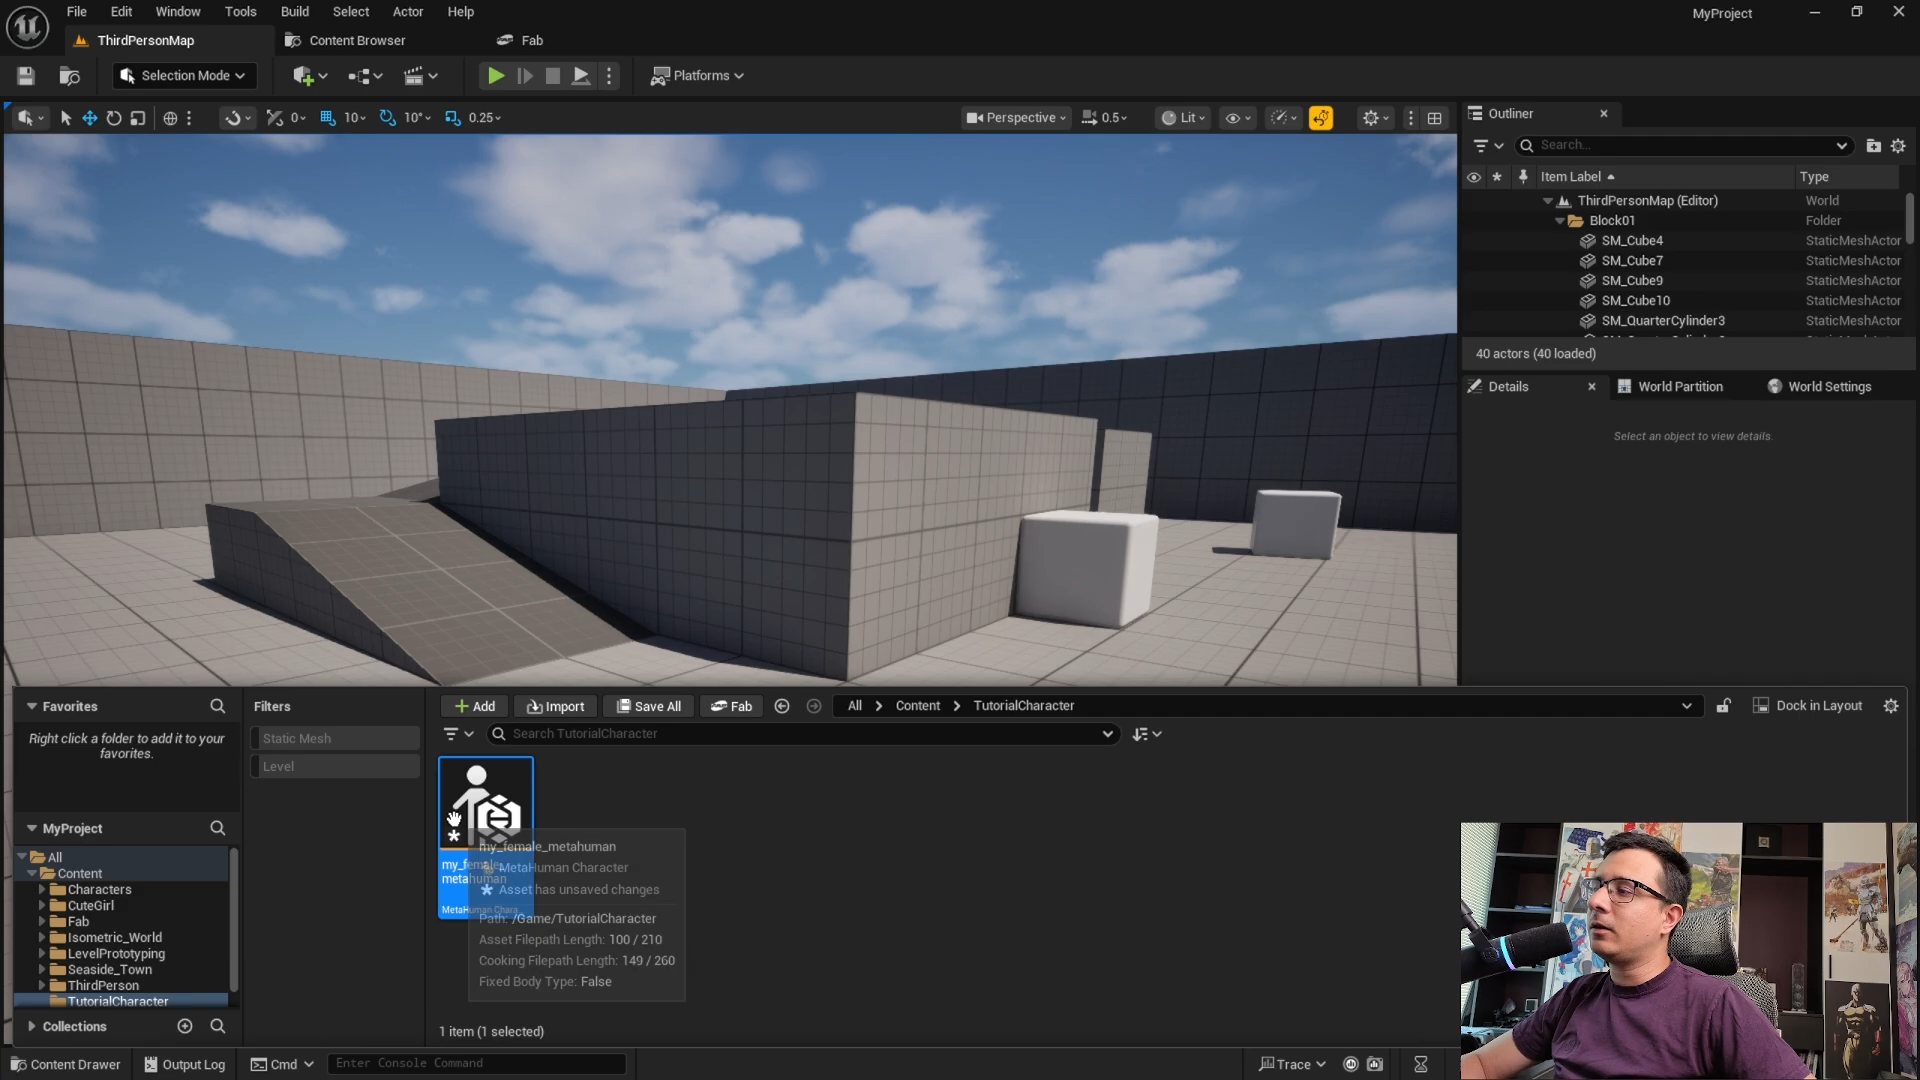 File Edit Window Tools Build Select Actor Help
MyProject
ThirdPersonMap
Content Browser
Fab
Selection Mode
Platforms
0
10
10°
0.25
Perspective
0.5
Lit
Outliner
Search...
Item Label
Type
ThirdPersonMap (Editor)
World
Block01
Folder
SM_Cube4
StaticMeshActor
SM_Cube7
StaticMeshActor
SM_Cube9
StaticMeshActor
SM_Cube10
StaticMeshActor
SM_QuarterCylinder3
StaticMeshActor
40 actors (40 loaded)
Details
World Partition
World Settings
Select an object to view details.
Favorites
Right click a folder to add it to your
favorites.
Filters
Static Mesh
Level
Add
Import
Save All
Fab
All > Content > TutorialCharacter
Dock in Layout
Search TutorialCharacter
MyProject
All
Content
Characters
CuteGirl
Fab
Isometric_World
LevelPrototyping
Seaside_Town
ThirdPerson
TutorialCharacter
Collections
my_female_
metahuman
MetaHuman Chara
my_female_metahuman
MetaHuman Character
Asset has unsaved changes
Path: /Game/TutorialCharacter
Asset Filepath Length: 100 / 210
Cooking Filepath Length: 149 / 260
Fixed Body Type: False
1 item (1 selected)
Content Drawer
Output Log
Cmd
Enter Console Command
Trace